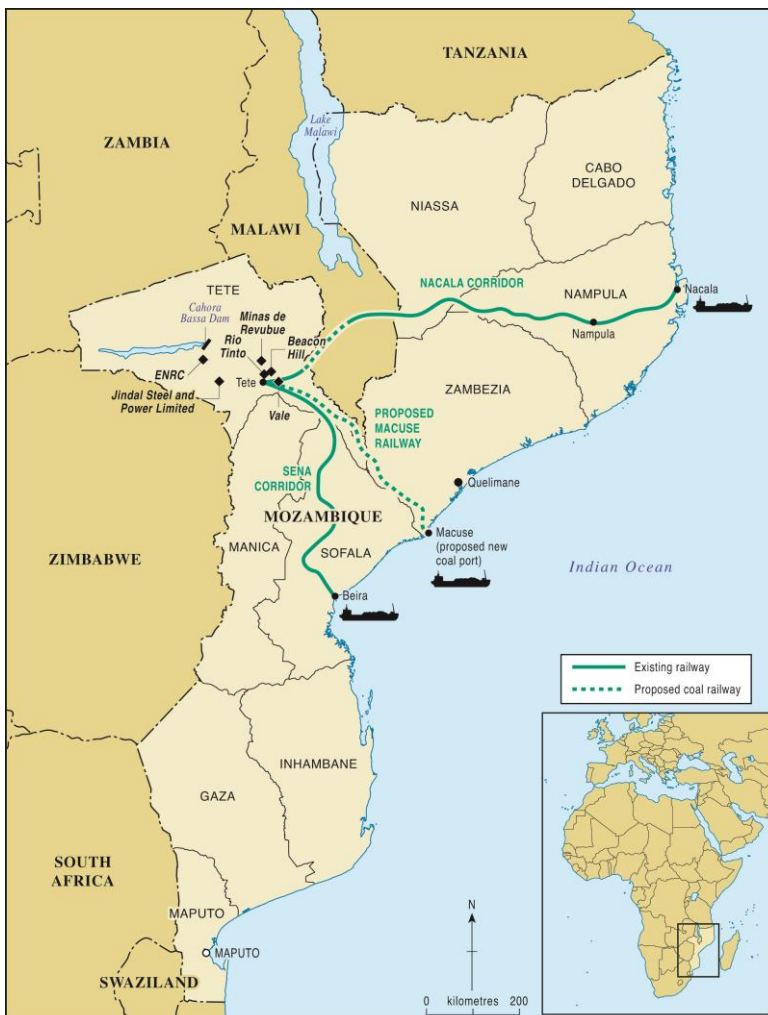 TANZANIA
ZAMBIA
Lake
Malawi
CABO
DELGADO
NIASSA
MALAWI
NACALA CORRIDOR
TETE
Cahora
Bassa Dam
Minas de
Revubue
Rio
Tinto
Beacon
Hill
NAMPULA
Nacala
Nampula
ENRC
Tete
Jindal Steel and
Power Limited
Vale
ZAMBEZIA
PROPOSED
MACUSE
RAILWAY
SENA
CORRIDOR
Quelimane
MOZAMBIQUE
MANICA
SOFALA
Macuse
(proposed new
coal port)
ZIMBABWE
Indian Ocean
Beira
Existing railway
Proposed coal railway
INHAMBANE
GAZA
SOUTH
AFRICA
MAPUTO
MAPUTO
SWAZILAND
N
0 kilometres 200